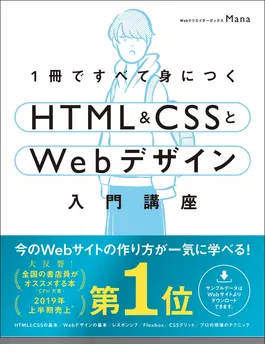 Webクリエイターボックス Mana
1冊ですべて身につく
HTML&CSSと
Webデザイン
入門講座
今のWebサイトの作り方が一気に学べる!
大反響!
全国の書店員が
オススメする本
「CPU大賞」
2019年
上半期売上
第1位
サンプルデータは
Webサイトより
ダウンロード
できます。
HTMLとCSSの基本/Webデザインの基本/レスポンシブ/Flexbox/CSSグリッド/プロの現場のテクニック